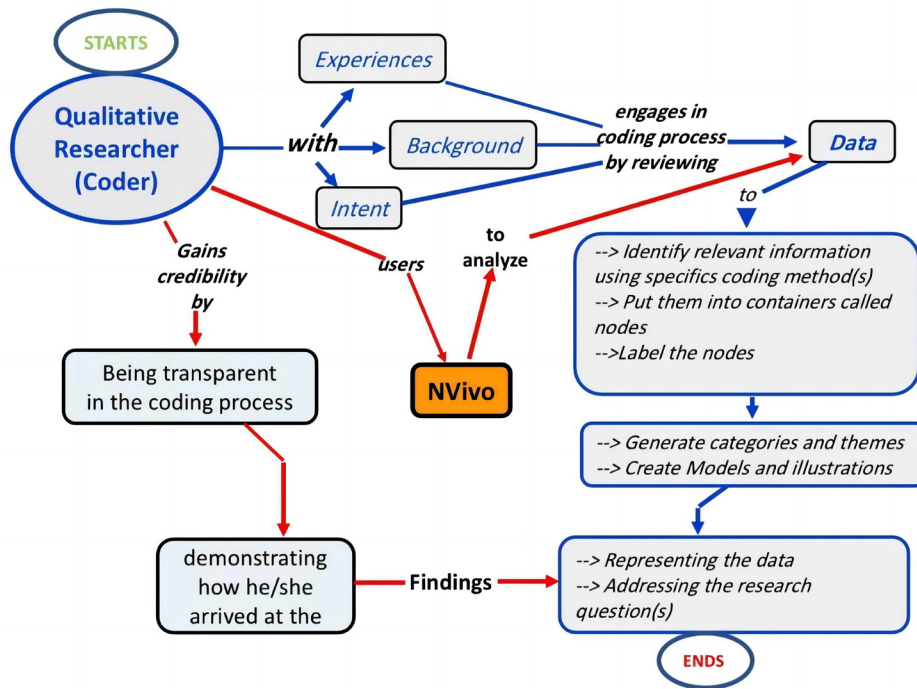 STARTS
Qualitative
Researcher
(Coder)
with
Experiences
Background
Intent
engages in
coding process
by reviewing
Data
to
--> Identify relevant information
using specifics coding method(s)
--> Put them into containers called
nodes
-->Label the nodes
--> Generate categories and themes
--> Create Models and illustrations
--> Representing the data
--> Addressing the research
question(s)
ENDS
users
NVivo
to
analyze
Gains
credibility
by
Being transparent
in the coding process
demonstrating
how he/she
arrived at the
Findings